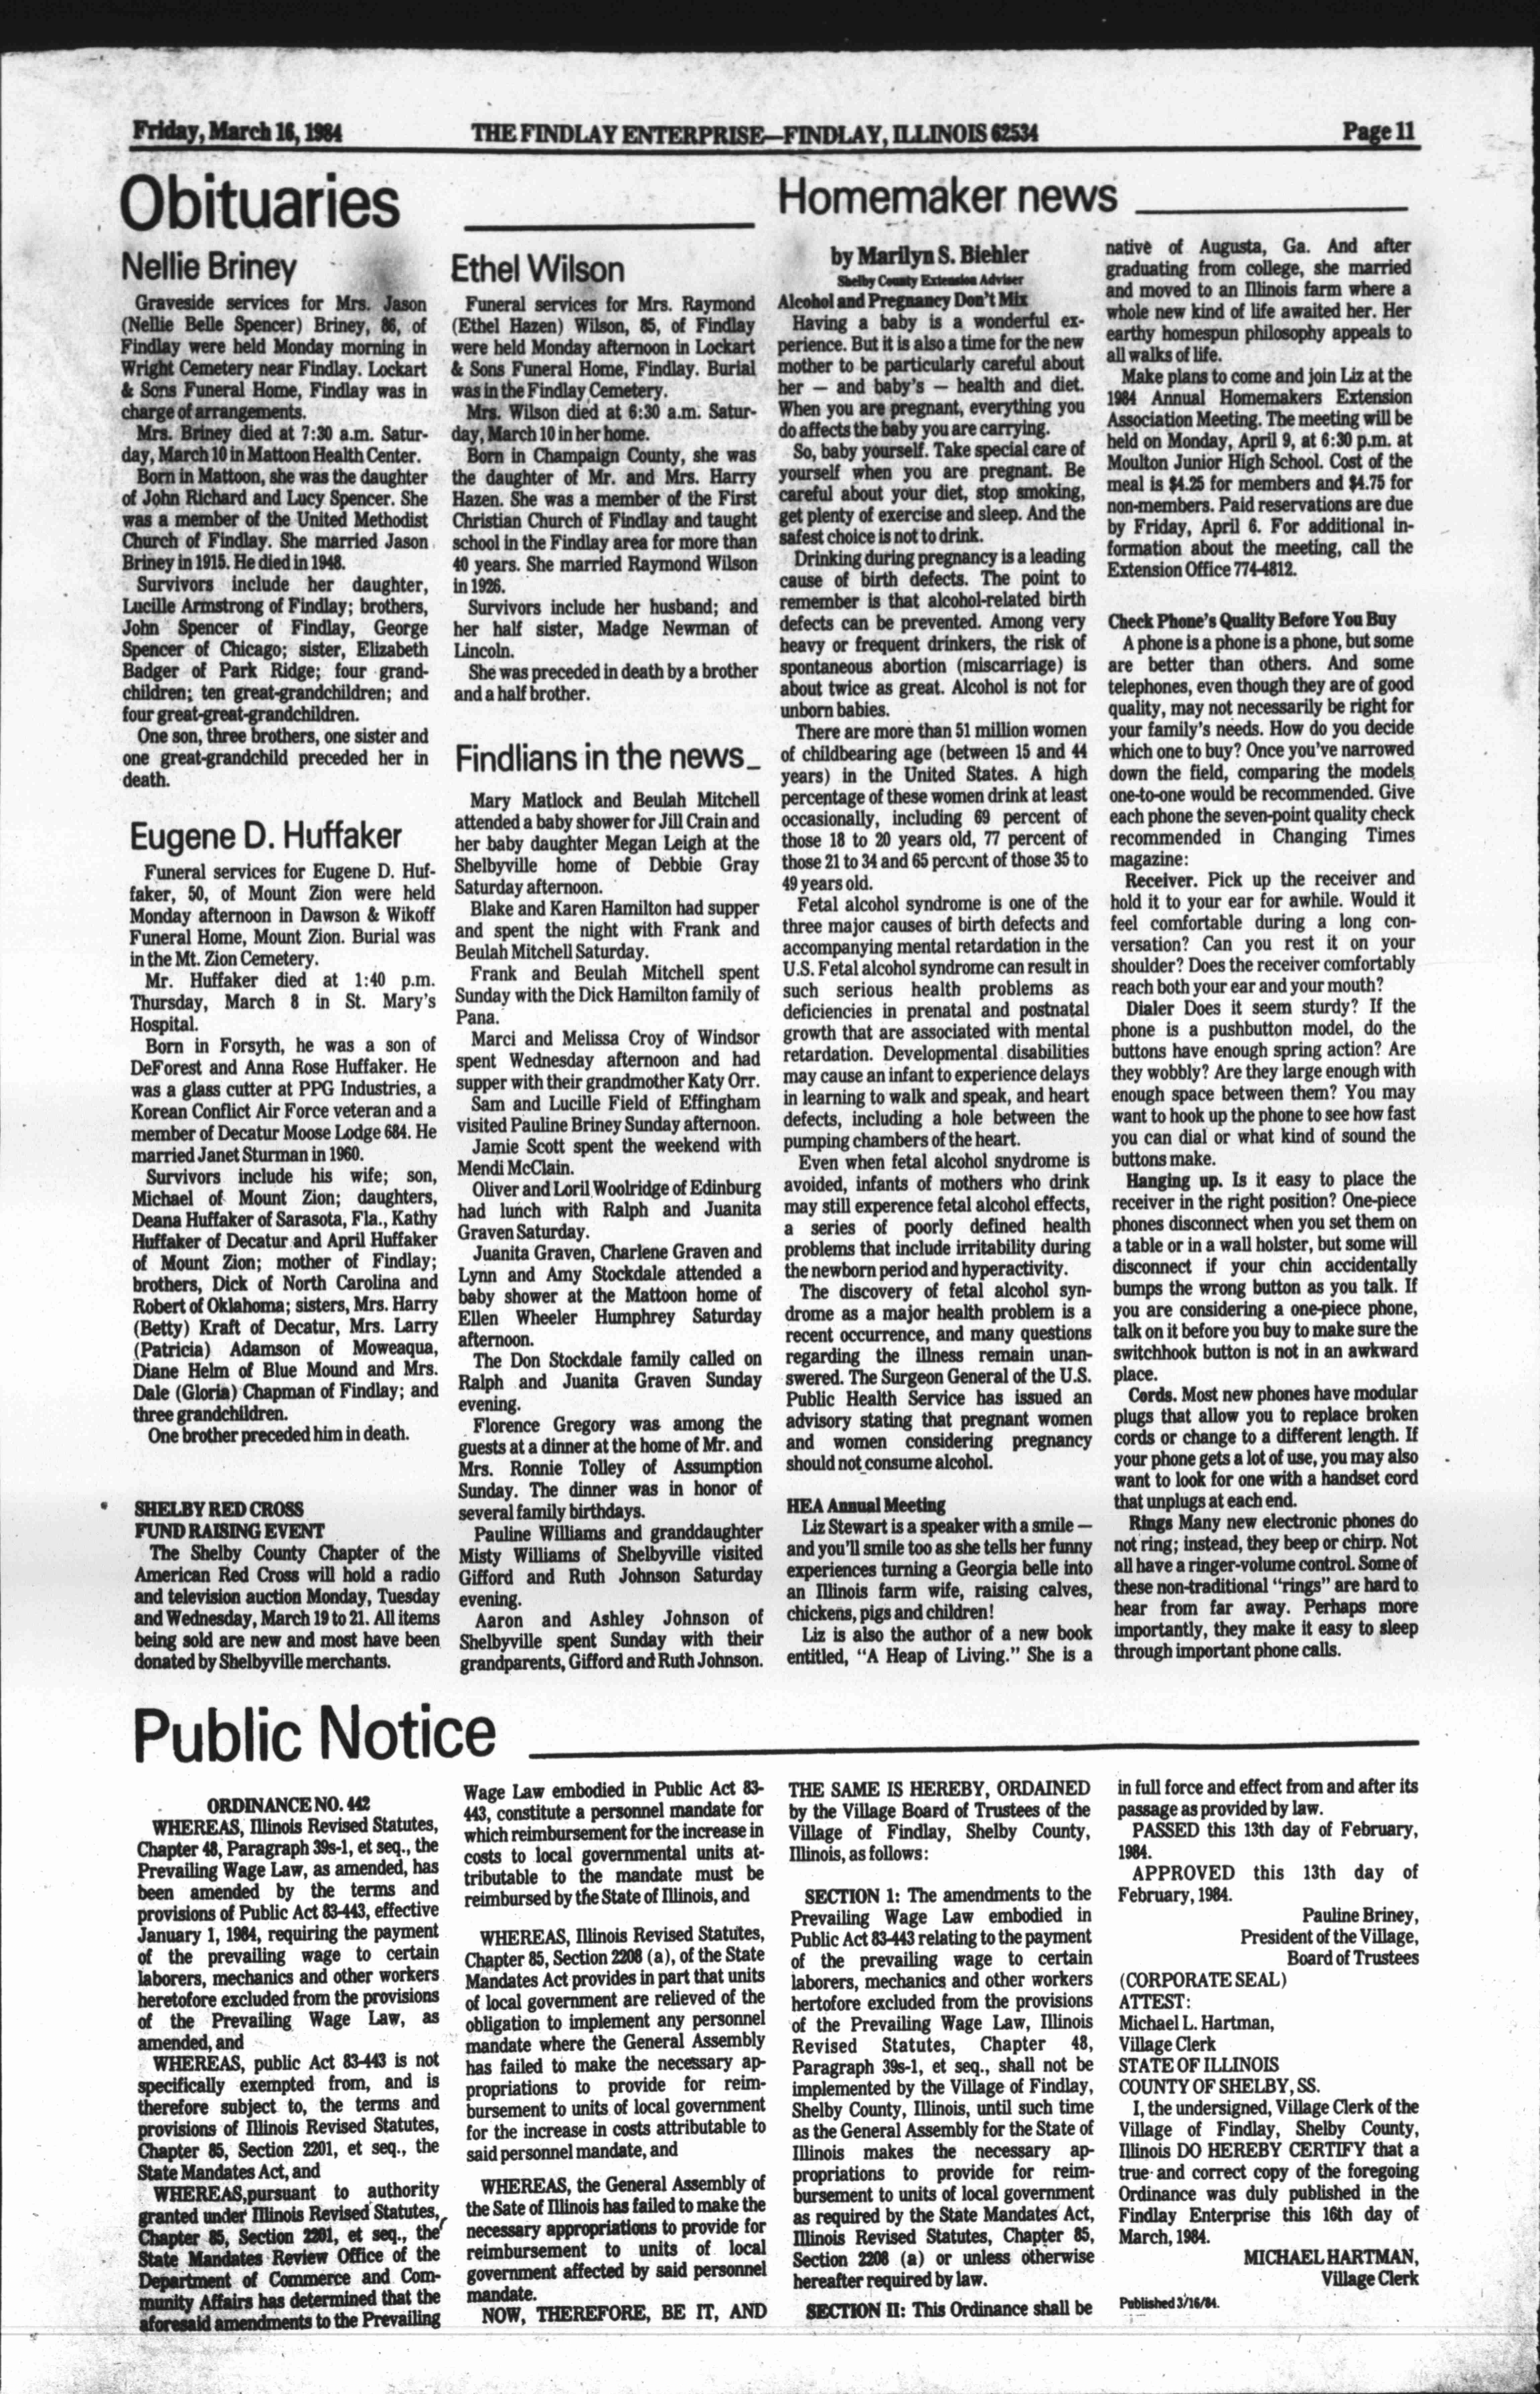 Friday, March 16, 1984
THE FINDLAY ENTERPRISE—FINDLAY, ILLINOIS 62534
Page 11
Obituaries
Nellie Briney
Graveside services for Mrs. Jason
(Nellie Belle Spencer) Briney, 86, of
Findlay were held Monday morning in
Wright Cemetery near Findlay. Lockart
& Sons Funeral Home, Findlay was in
charge of arrangements.
Mrs. Briney died at 7:30 a.m. Satur-
day, March 10 in Mattoon Health Center.
Born in Mattoon, she was the daughter
of John Richard and Lucy Spencer. She
was a member of the United Methodist
Church of Findlay. She married Jason
Briney in 1915. He died in 1948.
Survivors include her daughter,
Lucille Armstrong of Findlay; brothers,
John Spencer of Findlay, George
Spencer of Chicago; sister, Elizabeth
Badger of Park Ridge; four grand-
children; ten great-grandchildren; and
four great-great-grandchildren.
One son, three brothers, one sister and
one great-grandchild preceded her in
death.
Eugene D. Huffaker
Funeral services for Eugene D. Huf-
faker, 50, of Mount Zion were held
Monday afternoon in Dawson & Wikoff
Funeral Home, Mount Zion. Burial was
in the Mt. Zion Cemetery.
Mr. Huffaker died at 1:40 p.m.
Thursday, March 8 in St. Mary's
Hospital.
Born in Forsyth, he was a son of
DeForest and Anna Rose Huffaker. He
was a glass cutter at PPG Industries, a
Korean Conflict Air Force veteran and a
member of Decatur Moose Lodge 684. He
married Janet Sturman in 1960.
Survivors include his wife; son,
Michael of Mount Zion; daughters,
Deana Huffaker of Sarasota, Fla., Kathy
Huffaker of Decatur and April Huffaker
of Mount Zion; mother of Findlay;
brothers, Dick of North Carolina and
Robert of Oklahoma; sisters, Mrs. Harry
(Betty) Kraft of Decatur, Mrs. Larry
(Patricia) Adamson of Moweaqua,
Diane Helm of Blue Mound and Mrs.
Dale (Gloria) Chapman of Findlay; and
three grandchildren.
One brother preceded him in death.
SHELBY RED CROSS
FUND RAISING EVENT
The Shelby County Chapter of the
American Red Cross will hold a radio
and television auction Monday, Tuesday
and Wednesday, March 19 to 21. All items
being sold are new and most have been
donated by Shelbyville merchants.
Ethel Wilson
Funeral services for Mrs. Raymond
(Ethel Hazen) Wilson, 85, of Findlay
were held Monday afternoon in Lockart
& Sons Funeral Home, Findlay. Burial
was in the Findlay Cemetery.
Mrs. Wilson died at 6:30 a.m. Satur-
day, March 10 in her home.
Born in Champaign County, she was
the daughter of Mr. and Mrs. Harry
Hazen. She was a member of the First
Christian Church of Findlay and taught
school in the Findlay area for more than
40 years. She married Raymond Wilson
in 1926.
Survivors include her husband; and
her half sister, Madge Newman of
Lincoln.
She was preceded in death by a brother
and a half brother.
Findlians in the news
Mary Matlock and Beulah Mitchell
attended a baby shower for Jill Crain and
her baby daughter Megan Leigh at the
Shelbyville home of Debbie Gray
Saturday afternoon.
Blake and Karen Hamilton had supper
and spent the night with Frank and
Beulah Mitchell Saturday.
Frank and Beulah Mitchell spent
Sunday with the Dick Hamilton family of
Pana.
Marci and Melissa Croy of Windsor
spent Wednesday afternoon and had
supper with their grandmother Katy Orr.
Sam and Lucille Field of Effingham
visited Pauline Briney Sunday afternoon.
Jamie Scott spent the weekend with
Mendi McClain.
Oliver and Loril Woolridge of Edinburg
had lunch with Ralph and Juanita
Graven Saturday.
Juanita Graven, Charlene Graven and
Lynn and Amy Stockdale attended a
baby shower at the Mattoon home of
Ellen Wheeler Humphrey Saturday
afternoon.
The Don Stockdale family called on
Ralph and Juanita Graven Sunday
evening.
Florence Gregory was among the
guests at a dinner at the home of Mr. and
Mrs. Ronnie Tolley of Assumption
Sunday. The dinner was in honor of
several family birthdays.
Pauline Williams and granddaughter
Misty Williams of Shelbyville visited
Gifford and Ruth Johnson Saturday
evening.
Aaron and Ashley Johnson of
Shelbyville spent Sunday with their
grandparents, Gifford and Ruth Johnson.
Homemaker news
by Marilyn S. Biehler
Shelby County Extension Adviser
Alcohol and Pregnancy Don't Mix
Having a baby is a wonderful ex-
perience. But it is also a time for the new
mother to be particularly careful about
her — and baby's — health and diet.
When you are pregnant, everything you
do affects the baby you are carrying.
So, baby yourself. Take special care of
yourself when you are pregnant. Be
careful about your diet, stop smoking,
get plenty of exercise and sleep. And the
safest choice is not to drink.
Drinking during pregnancy is a leading
cause of birth defects. The point to
remember is that alcohol-related birth
defects can be prevented. Among very
heavy or frequent drinkers, the risk of
spontaneous abortion (miscarriage) is
about twice as great. Alcohol is not for
unborn babies.
There are more than 51 million women
of childbearing age (between 15 and 44
years) in the United States. A high
percentage of these women drink at least
occasionally, including 69 percent of
those 18 to 20 years old, 77 percent of
those 21 to 34 and 65 percent of those 35 to
49 years old.
Fetal alcohol syndrome is one of the
three major causes of birth defects and
accompanying mental retardation in the
U.S. Fetal alcohol syndrome can result in
such serious health problems as
deficiencies in prenatal and postnatal
growth that are associated with mental
retardation. Developmental disabilities
may cause an infant to experience delays
in learning to walk and speak, and heart
defects, including a hole between the
pumping chambers of the heart.
Even when fetal alcohol snydrome is
avoided, infants of mothers who drink
may still experence fetal alcohol effects,
a series of poorly defined health
problems that include irritability during
the newborn period and hyperactivity.
The discovery of fetal alcohol syn-
drome as a major health problem is a
recent occurrence, and many questions
regarding the illness remain unan-
swered. The Surgeon General of the U.S.
Public Health Service has issued an
advisory stating that pregnant women
and women considering pregnancy
should not consume alcohol.
HEA Annual Meeting
Liz Stewart is a speaker with a smile —
and you'll smile too as she tells her funny
experiences turning a Georgia belle into
an Illinois farm wife, raising calves,
chickens, pigs and children!
Liz is also the author of a new book
entitled, "A Heap of Living." She is a
native of Augusta, Ga. And after
graduating from college, she married
and moved to an Illinois farm where a
whole new kind of life awaited her. Her
earthy homespun philosophy appeals to
all walks of life.
Make plans to come and join Liz at the
1984 Annual Homemakers Extension
Association Meeting. The meeting will be
held on Monday, April 9, at 6:30 p.m. at
Moulton Junior High School. Cost of the
meal is $4.25 for members and $4.75 for
non-members. Paid reservations are due
by Friday, April 6. For additional in-
formation about the meeting, call the
Extension Office 774-4812.
Check Phone's Quality Before You Buy
A phone is a phone is a phone, but some
are better than others. And some
telephones, even though they are of good
quality, may not necessarily be right for
your family's needs. How do you decide
which one to buy? Once you've narrowed
down the field, comparing the models
one-to-one would be recommended. Give
each phone the seven-point quality check
recommended in Changing Times
magazine:
Receiver. Pick up the receiver and
hold it to your ear for awhile. Would it
feel comfortable during a long con-
versation? Can you rest it on your
shoulder? Does the receiver comfortably
reach both your ear and your mouth?
Dialer Does it seem sturdy? If the
phone is a pushbutton model, do the
buttons have enough spring action? Are
they wobbly? Are they large enough with
enough space between them? You may
want to hook up the phone to see how fast
you can dial or what kind of sound the
buttons make.
Hanging up. Is it easy to place the
receiver in the right position? One-piece
phones disconnect when you set them on
a table or in a wall holster, but some will
disconnect if your chin accidentally
bumps the wrong button as you talk. If
you are considering a one-piece phone,
talk on it before you buy to make sure the
switchhook button is not in an awkward
place.
Cords. Most new phones have modular
plugs that allow you to replace broken
cords or change to a different length. If
your phone gets a lot of use, you may also
want to look for one with a handset cord
that unplugs at each end.
Rings Many new electronic phones do
not ring; instead, they beep or chirp. Not
all have a ringer-volume control. Some of
these non-traditional "rings" are hard to
hear from far away. Perhaps more
importantly, they make it easy to sleep
through important phone calls.
Public Notice
ORDINANCE NO. 442
WHEREAS, Illinois Revised Statutes,
Chapter 48, Paragraph 39s-1, et seq., the
Prevailing Wage Law, as amended, has
been amended by the terms and
provisions of Public Act 83-443, effective
January 1, 1984, requiring the payment
of the prevailing wage to certain
laborers, mechanics and other workers
heretofore excluded from the provisions
of the Prevailing Wage Law, as
amended, and
WHEREAS, public Act 83-443 is not
specifically exempted from, and is
therefore subject to, the terms and
provisions of Illinois Revised Statutes,
Chapter 85, Section 2201, et seq., the
State Mandates Act, and
WHEREAS,pursuant to authority
granted under Illinois Revised Statutes,
Chapter 85, Section 2201, et seq., the
State Mandates Review Office of the
Department of Commerce and Com-
munity Affairs has determined that the
aforesaid amendments to the Prevailing
Wage Law embodied in Public Act 83-
443, constitute a personnel mandate for
which reimbursement for the increase in
costs to local governmental units at-
tributable to the mandate must be
reimbursed by the State of Illinois, and
WHEREAS, Illinois Revised Statutes,
Chapter 85, Section 2208 (a), of the State
Mandates Act provides in part that units
of local government are relieved of the
obligation to implement any personnel
mandate where the General Assembly
has failed to make the necessary ap-
propriations to provide for reim-
bursement to units of local government
for the increase in costs attributable to
said personnel mandate, and
WHEREAS, the General Assembly of
the Sate of Illinois has failed to make the
necessary appropriations to provide for
reimbursement to units of local
government affected by said personnel
mandate.
NOW, THEREFORE, BE IT, AND
THE SAME IS HEREBY, ORDAINED
by the Village Board of Trustees of the
Village of Findlay, Shelby County,
Illinois, as follows:
SECTION 1: The amendments to the
Prevailing Wage Law embodied in
Public Act 83-443 relating to the payment
of the prevailing wage to certain
laborers, mechanics and other workers
hertofore excluded from the provisions
of the Prevailing Wage Law, Illinois
Revised Statutes, Chapter 48,
Paragraph 39s-1, et seq., shall not be
implemented by the Village of Findlay,
Shelby County, Illinois, until such time
as the General Assembly for the State of
Illinois makes the necessary ap-
propriations to provide for reim-
bursement to units of local government
as required by the State Mandates Act,
Illinois Revised Statutes, Chapter 85,
Section 2208 (a) or unless otherwise
hereafter required by law.
SECTION II: This Ordinance shall be
in full force and effect from and after its
passage as provided by law.
PASSED this 13th day of February,
1984.
APPROVED this 13th day of
February, 1984.
Pauline Briney,
President of the Village,
Board of Trustees
(CORPORATE SEAL)
ATTEST:
Michael L. Hartman,
Village Clerk
STATE OF ILLINOIS
COUNTY OF SHELBY, SS.
I, the undersigned, Village Clerk of the
Village of Findlay, Shelby County,
Illinois DO HEREBY CERTIFY that a
true and correct copy of the foregoing
Ordinance was duly published in the
Findlay Enterprise this 16th day of
March, 1984.
MICHAEL HARTMAN,
Village Clerk
Published 3/16/84.